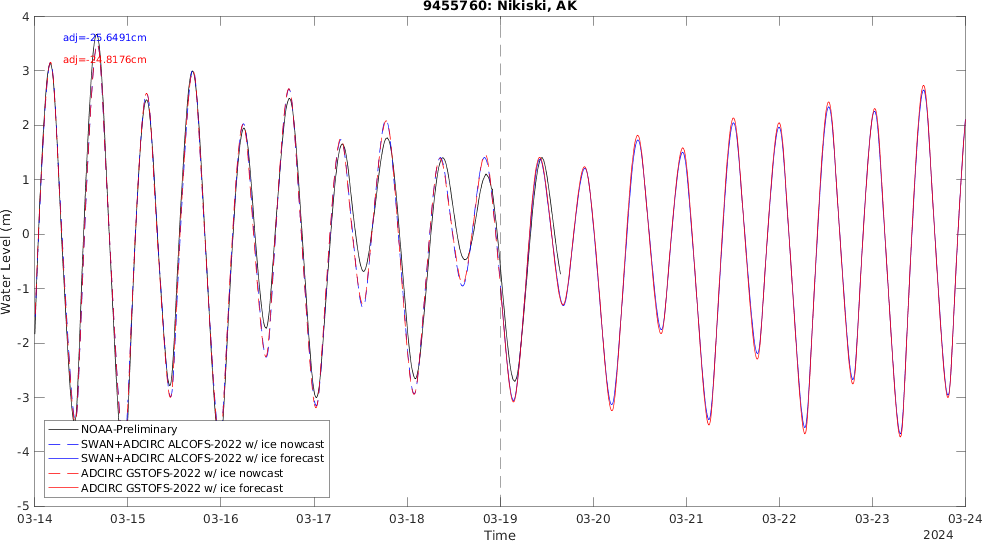 9455760: Nikiski, AK
adj=-25.6491cm
adj=-24.8176cm
Water Level (m)
4
3
2
1
0
-1
-2
-3
-4
-5
NOAA-Preliminary
SWAN+ADCIRC ALCOFS-2022 w/ ice nowcast
SWAN+ADCIRC ALCOFS-2022 w/ ice forecast
ADCIRC GSTOFS-2022 w/ ice nowcast
ADCIRC GSTOFS-2022 w/ ice forecast
03-14 03-15 03-16 03-17 03-18 03-19 03-20 03-21 03-22 03-23 03-24
Time
2024